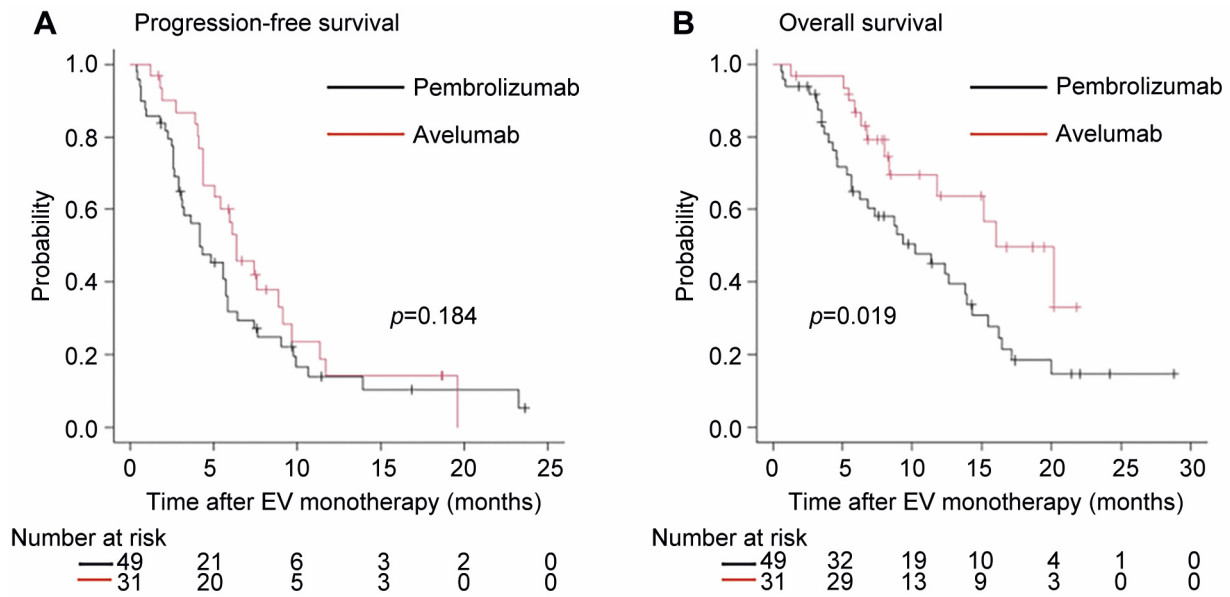 A Progression-free survival
1.0
0.8
0.6
0.4
0.2
0.0
Probability
Pembrolizumab
Avelumab
p=0.184
0 5 10 15 20 25
Time after EV monotherapy (months)
Number at risk
49 21 6 3 2 0
31 20 5 3 0 0
B Overall survival
1.0
0.8
0.6
0.4
0.2
0.0
Probability
Pembrolizumab
Avelumab
p=0.019
0 5 10 15 20 25 30
Time after EV monotherapy (months)
Number at risk
49 32 19 10 4 1 0
31 29 13 9 3 0 0